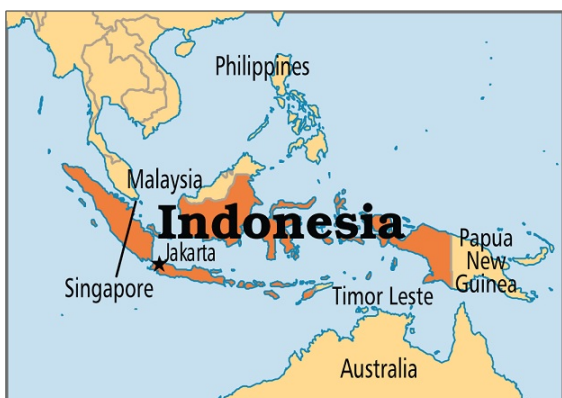 Philippines
Malaysia
Indonesia
Jakarta
Singapore
Papua
New
Guinea
Timor Leste
Australia